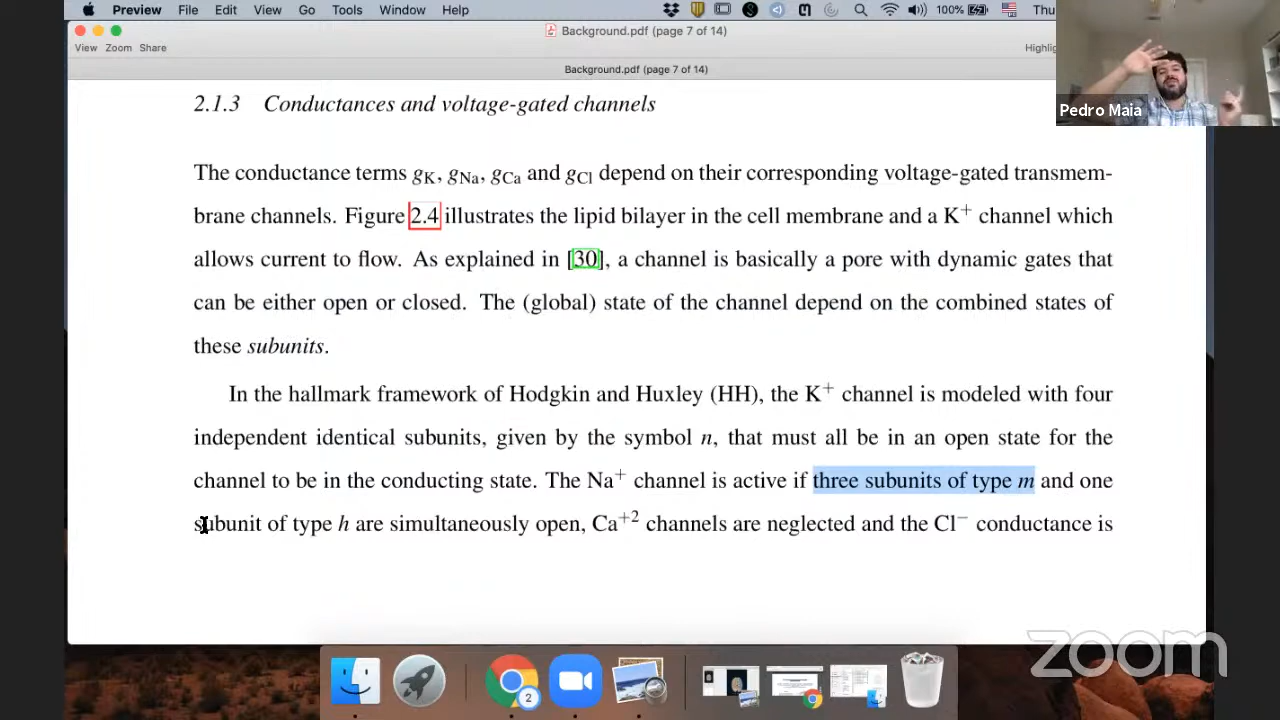 Preview File Edit View Go Tools Window Help 100% Thu
Background.pdf (page 7 of 14)
View Zoom Share Highlig
Background.pdf (page 7 of 14)
Pedro Maia
2.1.3 Conductances and voltage-gated channels
The conductance terms gK, gNa, gCa and gCl depend on their corresponding voltage-gated transmem-
brane channels. Figure 2.4 illustrates the lipid bilayer in the cell membrane and a K+ channel which
allows current to flow. As explained in [30], a channel is basically a pore with dynamic gates that
can be either open or closed. The (global) state of the channel depend on the combined states of
these subunits.
In the hallmark framework of Hodgkin and Huxley (HH), the K+ channel is modeled with four
independent identical subunits, given by the symbol n, that must all be in an open state for the
channel to be in the conducting state. The Na+ channel is active if three subunits of type m and one
subunit of type h are simultaneously open, Ca+2 channels are neglected and the Cl− conductance is
zoom
2